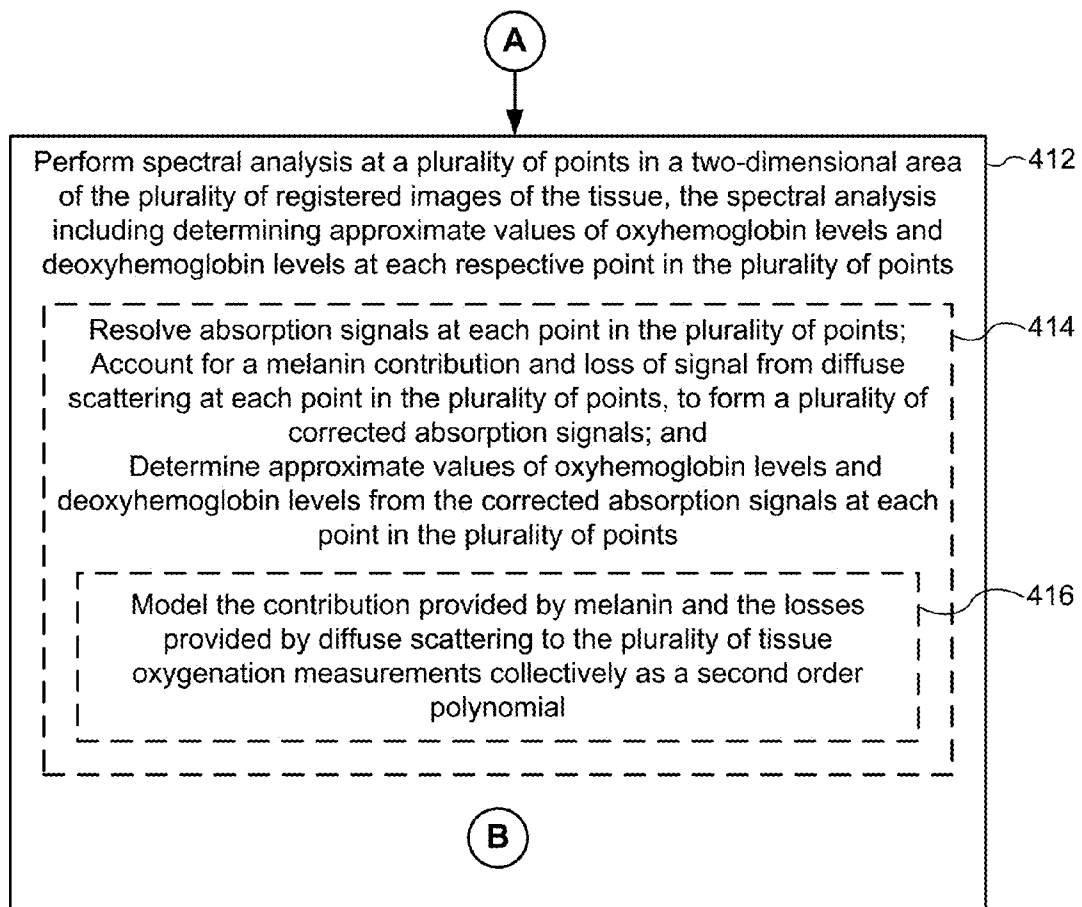 A
Perform spectral analysis at a plurality of points in a two-dimensional area
of the plurality of registered images of the tissue, the spectral analysis
including determining approximate values of oxyhemoglobin levels and
deoxyhemoglobin levels at each respective point in the plurality of points
412
Resolve absorption signals at each point in the plurality of points;
Account for a melanin contribution and loss of signal from diffuse
scattering at each point in the plurality of points, to form a plurality of
corrected absorption signals; and
Determine approximate values of oxyhemoglobin levels and
deoxyhemoglobin levels from the corrected absorption signals at each
point in the plurality of points
414
Model the contribution provided by melanin and the losses
provided by diffuse scattering to the plurality of tissue
oxygenation measurements collectively as a second order
polynomial
416
B